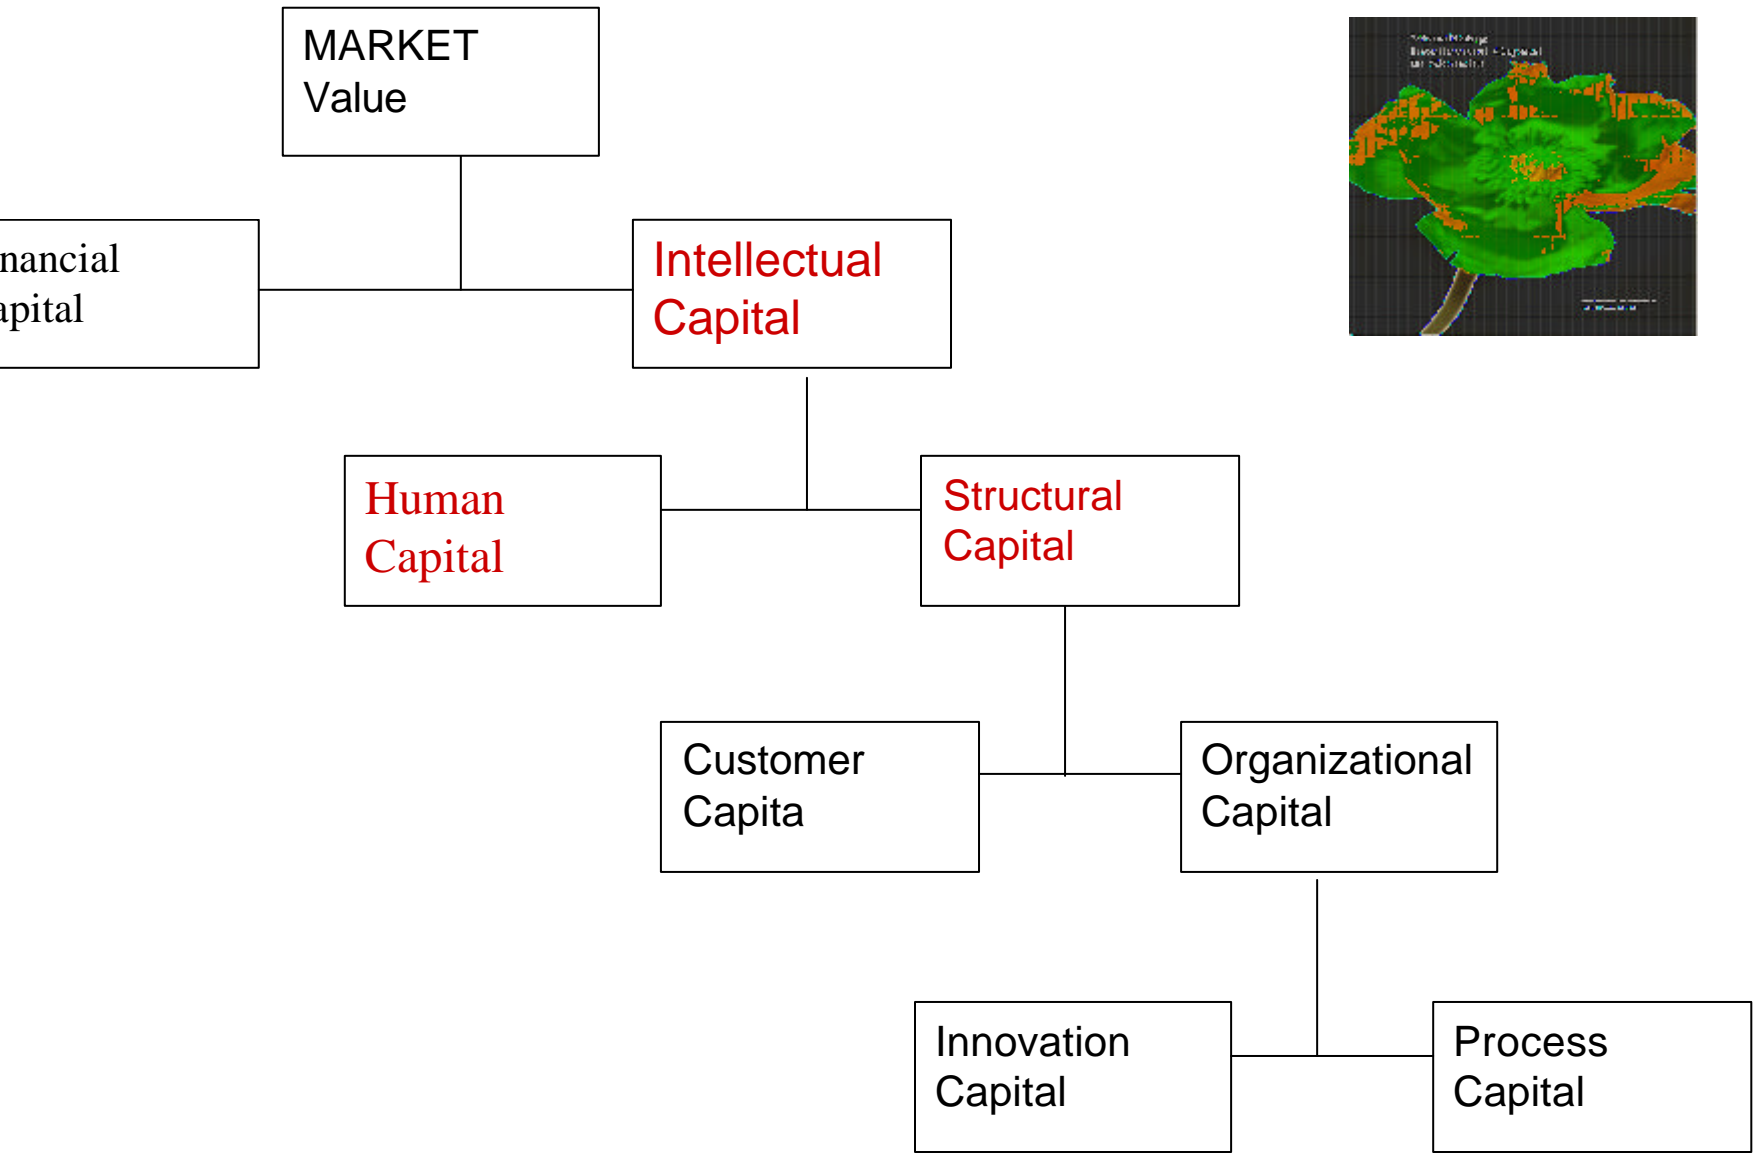 MARKET
Value
nancial
apital
Intellectual
Capital
Human
Capital
Structural
Capital
Customer
Capita
Organizational
Capital
Innovation
Capital
Process
Capital